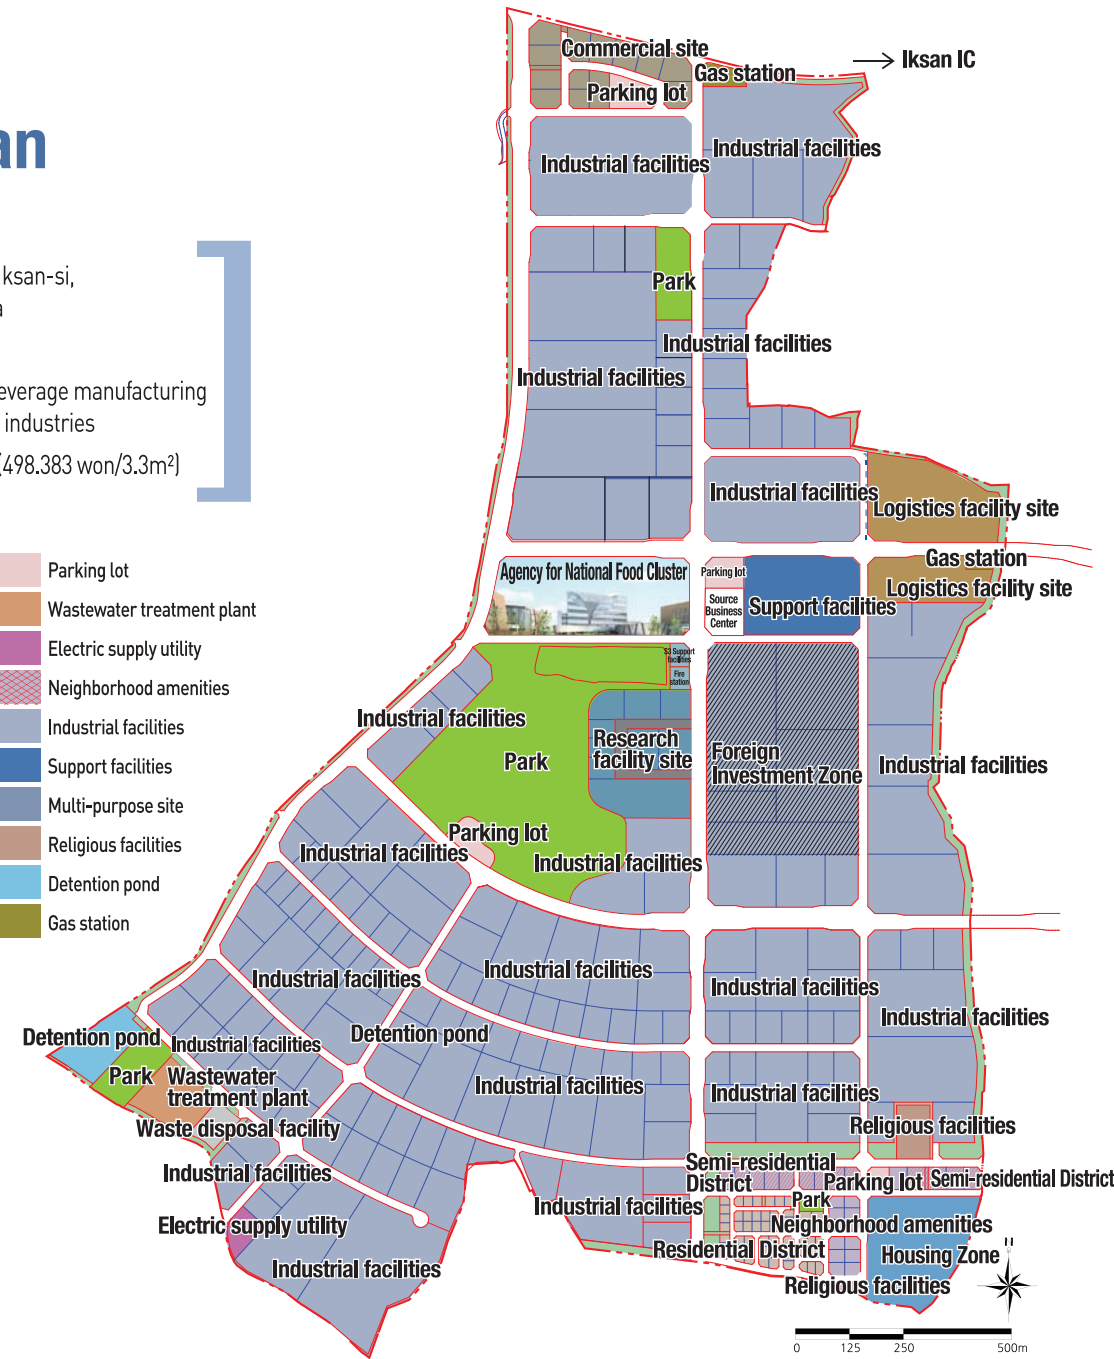 an
ksan-si,
a
everage manufacturing
industries
(498.383 won/3.3m²)
Parking lot
Wastewater treatment plant
Electric supply utility
Neighborhood amenities
Industrial facilities
Support facilities
Multi-purpose site
Religious facilities
Detention pond
Gas station
Commercial site
Gas station
Iksan IC
Parking lot
Industrial facilities
Industrial facilities
Park
Industrial facilities
Industrial facilities
Industrial facilities
Logistics facility site
Gas station
Logistics facility site
Agency for National Food Cluster
Parking lot
Source
Business
Center
Support facilities
S3 Support
facilities
Fire
station
Industrial facilities
Park
Research
facility site
Foreign
Investment Zone
Industrial facilities
Parking lot
Industrial facilities
Industrial facilities
Industrial facilities
Industrial facilities
Industrial facilities
Industrial facilities
Detention pond
Detention pond
Industrial facilities
Park
Wastewater
treatment plant
Industrial facilities
Industrial facilities
Waste disposal facility
Religious facilities
Industrial facilities
Semi-residential
District
Parking lot
Semi-residential District
Park
Industrial facilities
Electric supply utility
Neighborhood amenities
Residential District
Housing Zone
Industrial facilities
Religious facilities
N
0
125
250
500m